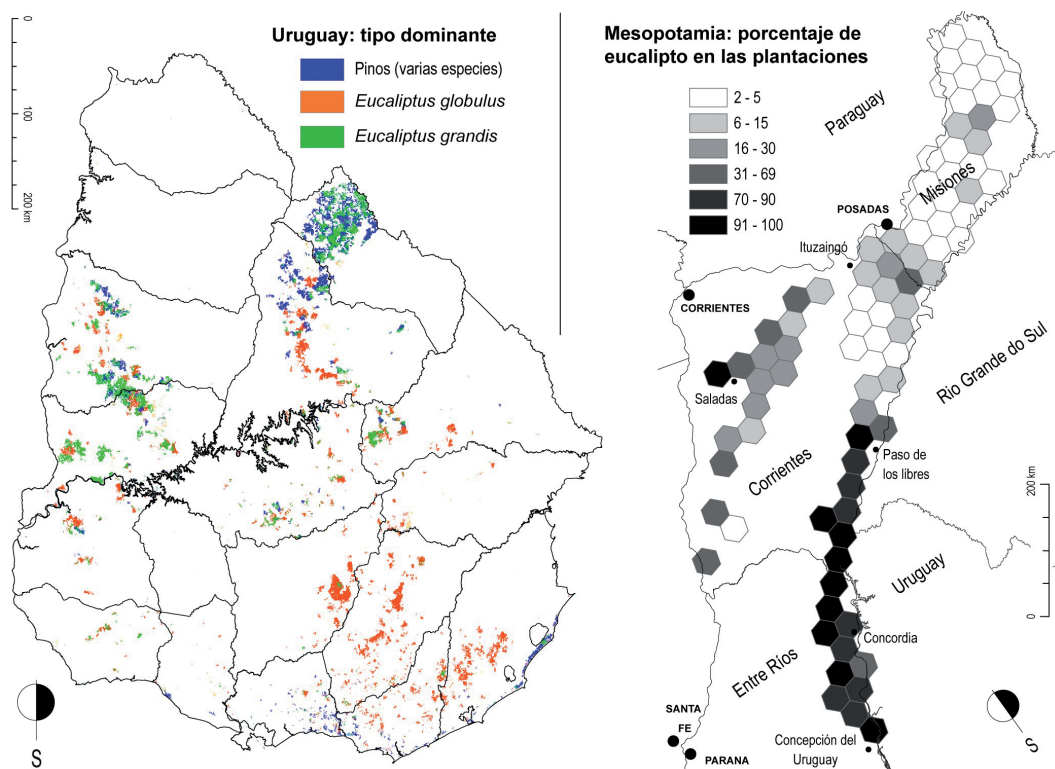 0
100
200 km
Uruguay: tipo dominante
Pinos (varias especies)
Eucaliptus globulus
Eucaliptus grandis
S
Mesopotamia: porcentaje de
eucalipto en las plantaciones
2 - 5
6 - 15
16 - 30
31 - 69
70 - 90
91 - 100
Paraguay
Misiones
POSADAS
Ituzaingó
CORRIENTES
Rio Grande do Sul
Saladas
Corrientes
Paso de
los libres
200 km
0
Uruguay
Concordia
Entre Ríos
SANTA
FE
PARANA
Concepción del
Uruguay
S